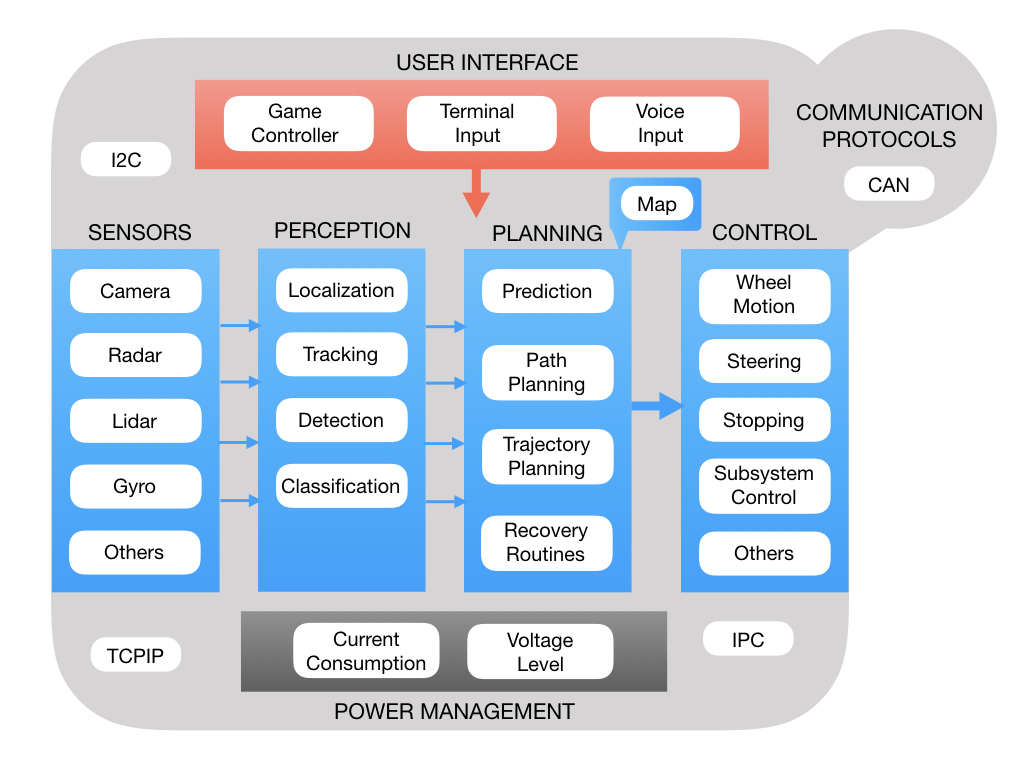 USER INTERFACE
Game
Controller
Terminal
Input
Voice
Input
COMMUNICATION
PROTOCOLS
I2C
CAN
Map
SENSORS
Camera
Radar
Lidar
Gyro
Others
PERCEPTION
Localization
Tracking
Detection
Classification
PLANNING
Prediction
Path
Planning
Trajectory
Planning
Recovery
Routines
CONTROL
Wheel
Motion
Steering
Stopping
Subsystem
Control
Others
TCPIP
Current
Consumption
Voltage
Level
IPC
POWER MANAGEMENT